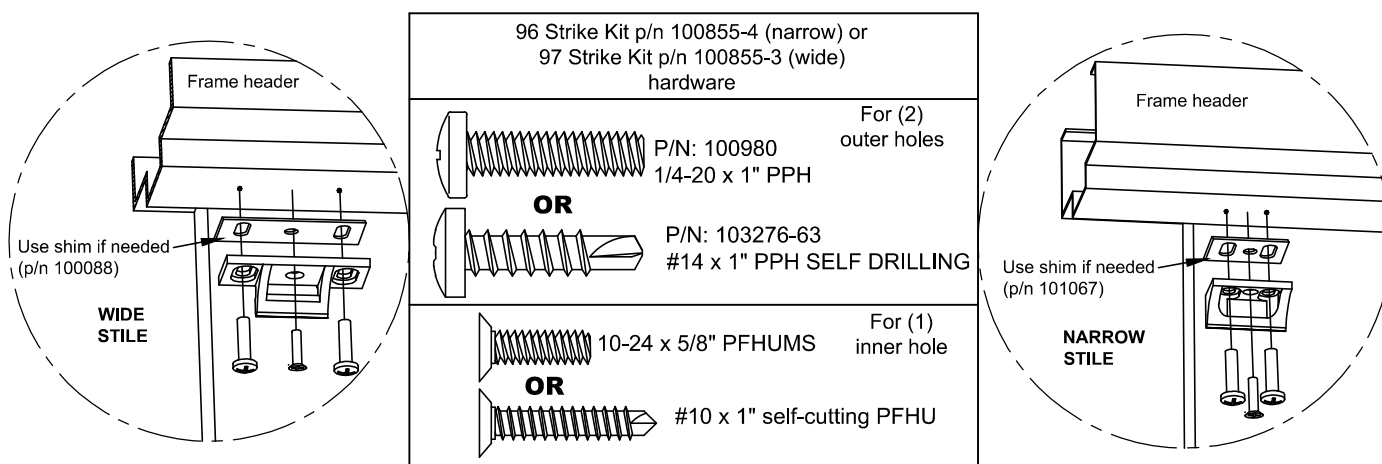 Frame header
Use shim if needed
(p/n 100088)
WIDE
STILE
96 Strike Kit p/n 100855-4 (narrow) or
97 Strike Kit p/n 100855-3 (wide)
hardware
For (2)
outer holes
P/N: 100980
1/4-20 x 1" PPH
OR
P/N: 103276-63
#14 x 1" PPH SELF DRILLING
For (1)
inner hole
10-24 x 5/8" PFHUMS
OR
#10 x 1" self-cutting PFHU
Frame header
Use shim if needed
(p/n 101067)
NARROW
STILE